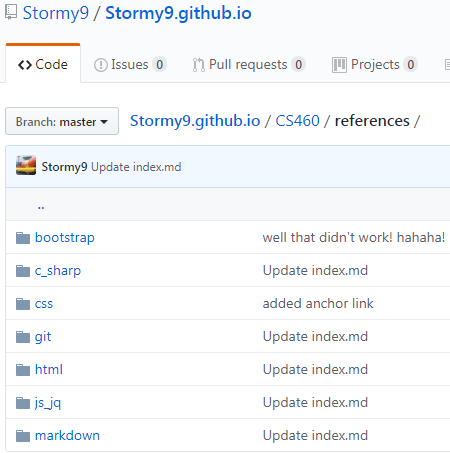 Stormy9 / Stormy9.github.io
Code Issues 0 Pull requests 0 Projects 0
Branch: master Stormy9.github.io / CS460 / references /
Stormy9 Update index.md
..
bootstrap well that didn't work! hahaha!
c_sharp Update index.md
css added anchor link
git Update index.md
html Update index.md
js_jq Update index.md
markdown Update index.md